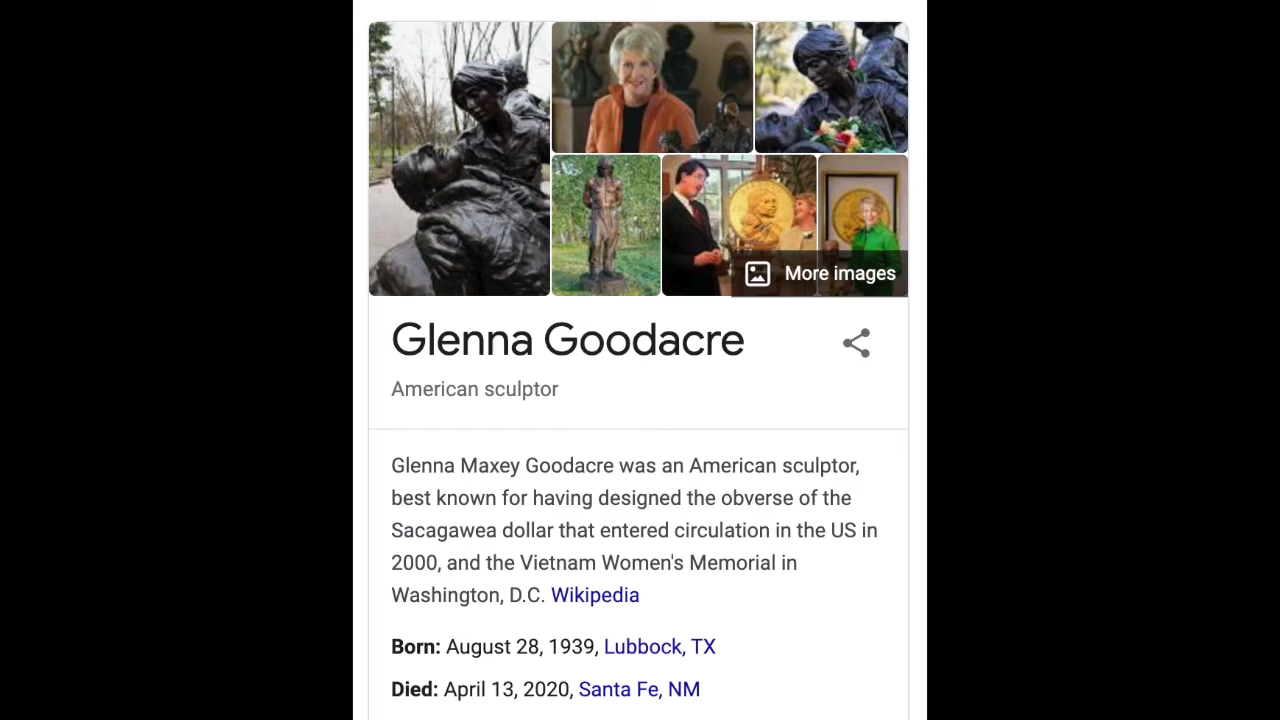 More images
Glenna Goodacre
American sculptor
Glenna Maxey Goodacre was an American sculptor,
best known for having designed the obverse of the
Sacagawea dollar that entered circulation in the US in
2000, and the Vietnam Women's Memorial in
Washington, D.C. Wikipedia
Born: August 28, 1939, Lubbock, TX
Died: April 13, 2020, Santa Fe, NM